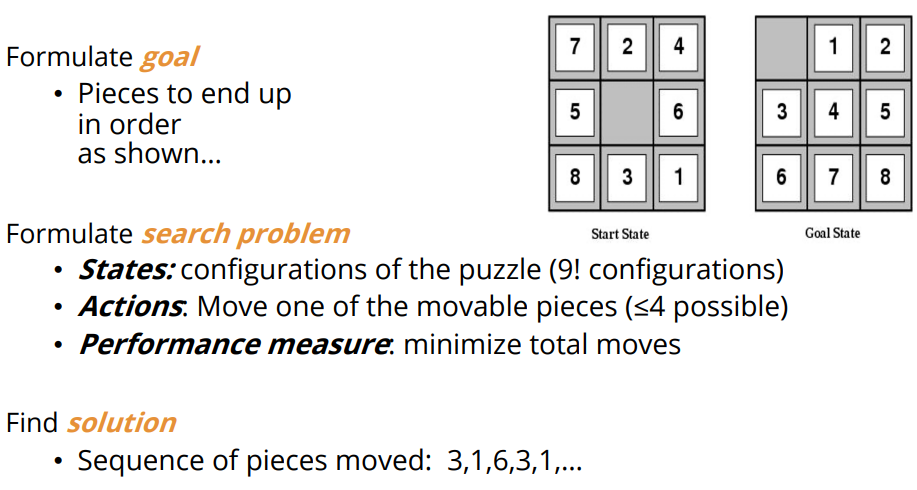 Formulate goal
• Pieces to end up
in order
as shown...
7 2 4
5 6
8 3 1
Start State
1 2
3 4 5
6 7 8
Goal State
Formulate search problem
• States: configurations of the puzzle (9! configurations)
• Actions: Move one of the movable pieces (≤4 possible)
• Performance measure: minimize total moves
Find solution
• Sequence of pieces moved: 3,1,6,3,1,...